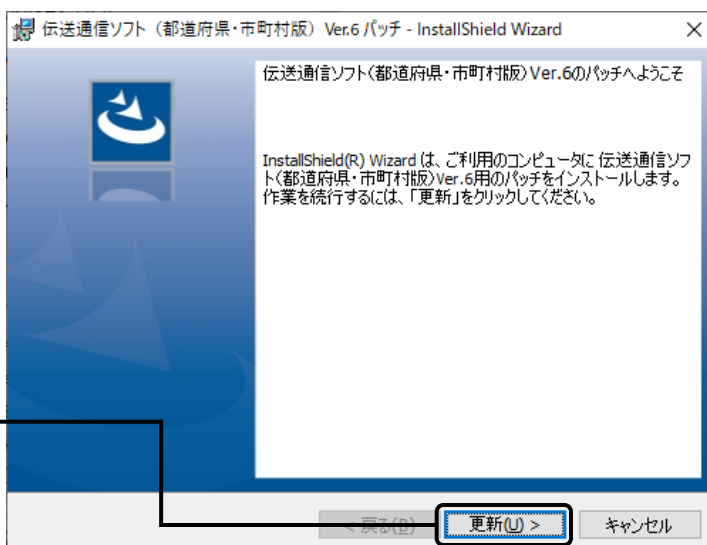 伝送通信ソフト（都道府県・市町村版）Ver.6 パッチ - InstallShield Wizard
伝送通信ソフト(都道府県・市町村版)Ver.6のパッチへようこそ
InstallShield(R) Wizard は、ご利用のコンピュータに 伝送通信ソフ
ト(都道府県・市町村版)Ver.6用のパッチをインストールします。
作業を続行するには、「更新」をクリックしてください。
< 戻る(B)
更新(U) >
キャンセル